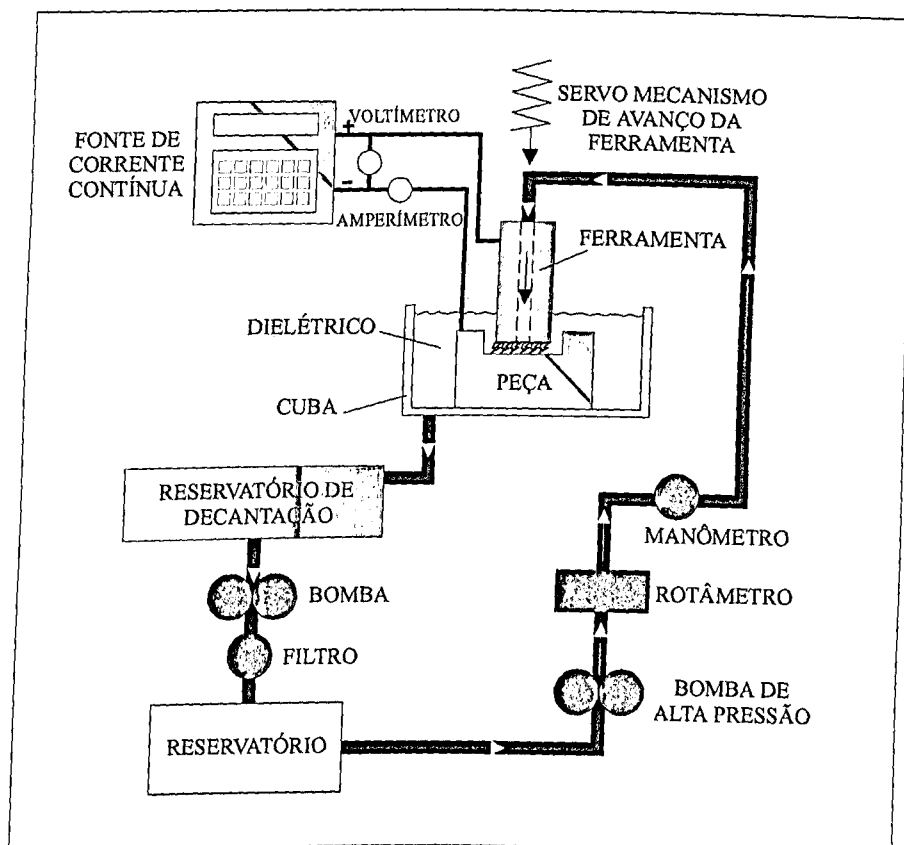 FONTE DE
CORRENTE
CONTÍNUA
+
VOLTÍMETRO
-
AMPERÍMETRO
SERVO MECANISMO
DE AVANÇO DA
FERRAMENTA
FERRAMENTA
DIELÉTRICO
PEÇA
CUBA
RESERVATÓRIO DE
DECANTAÇÃO
MANÔMETRO
BOMBA
ROTÂMETRO
FILTRO
BOMBA DE
ALTA PRESSÃO
RESERVATÓRIO